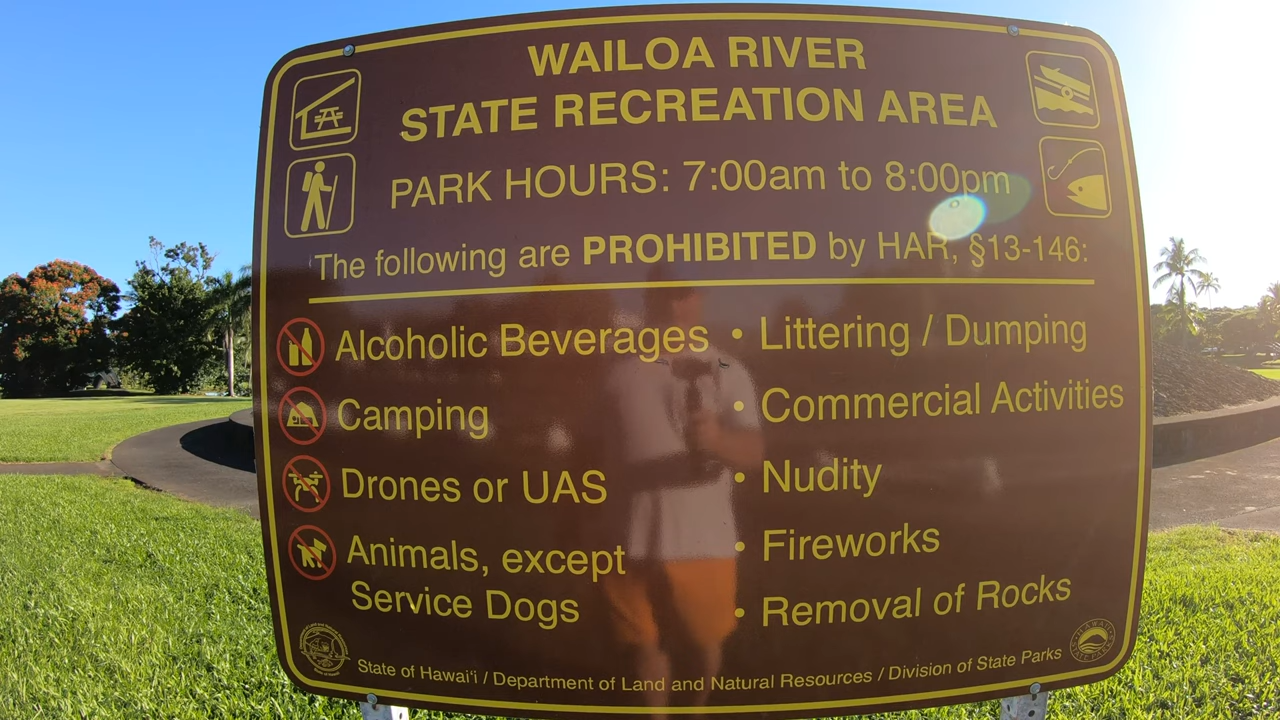 WAILOA RIVER
STATE RECREATION AREA
PARK HOURS: 7:00am to 8:00pm
The following are PROHIBITED by HAR, §13-146:
Alcoholic Beverages
Camping
Drones or UAS
Animals, except
Service Dogs
• Littering / Dumping
• Commercial Activities
• Nudity
• Fireworks
• Removal of Rocks
State of Hawai‘i / Department of Land and Natural Resources / Division of State Parks